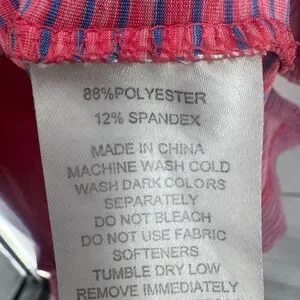 88%POLYESTER
12% SPANDEX
MADE IN CHINA
MACHINE WASH COLD
WASH DARK COLORS
SEPARATELY
DO NOT BLEACH
DO NOT USE FABRIC
SOFTENERS
TUMBLE DRY LOW
REMOVE IMMEDIATELY